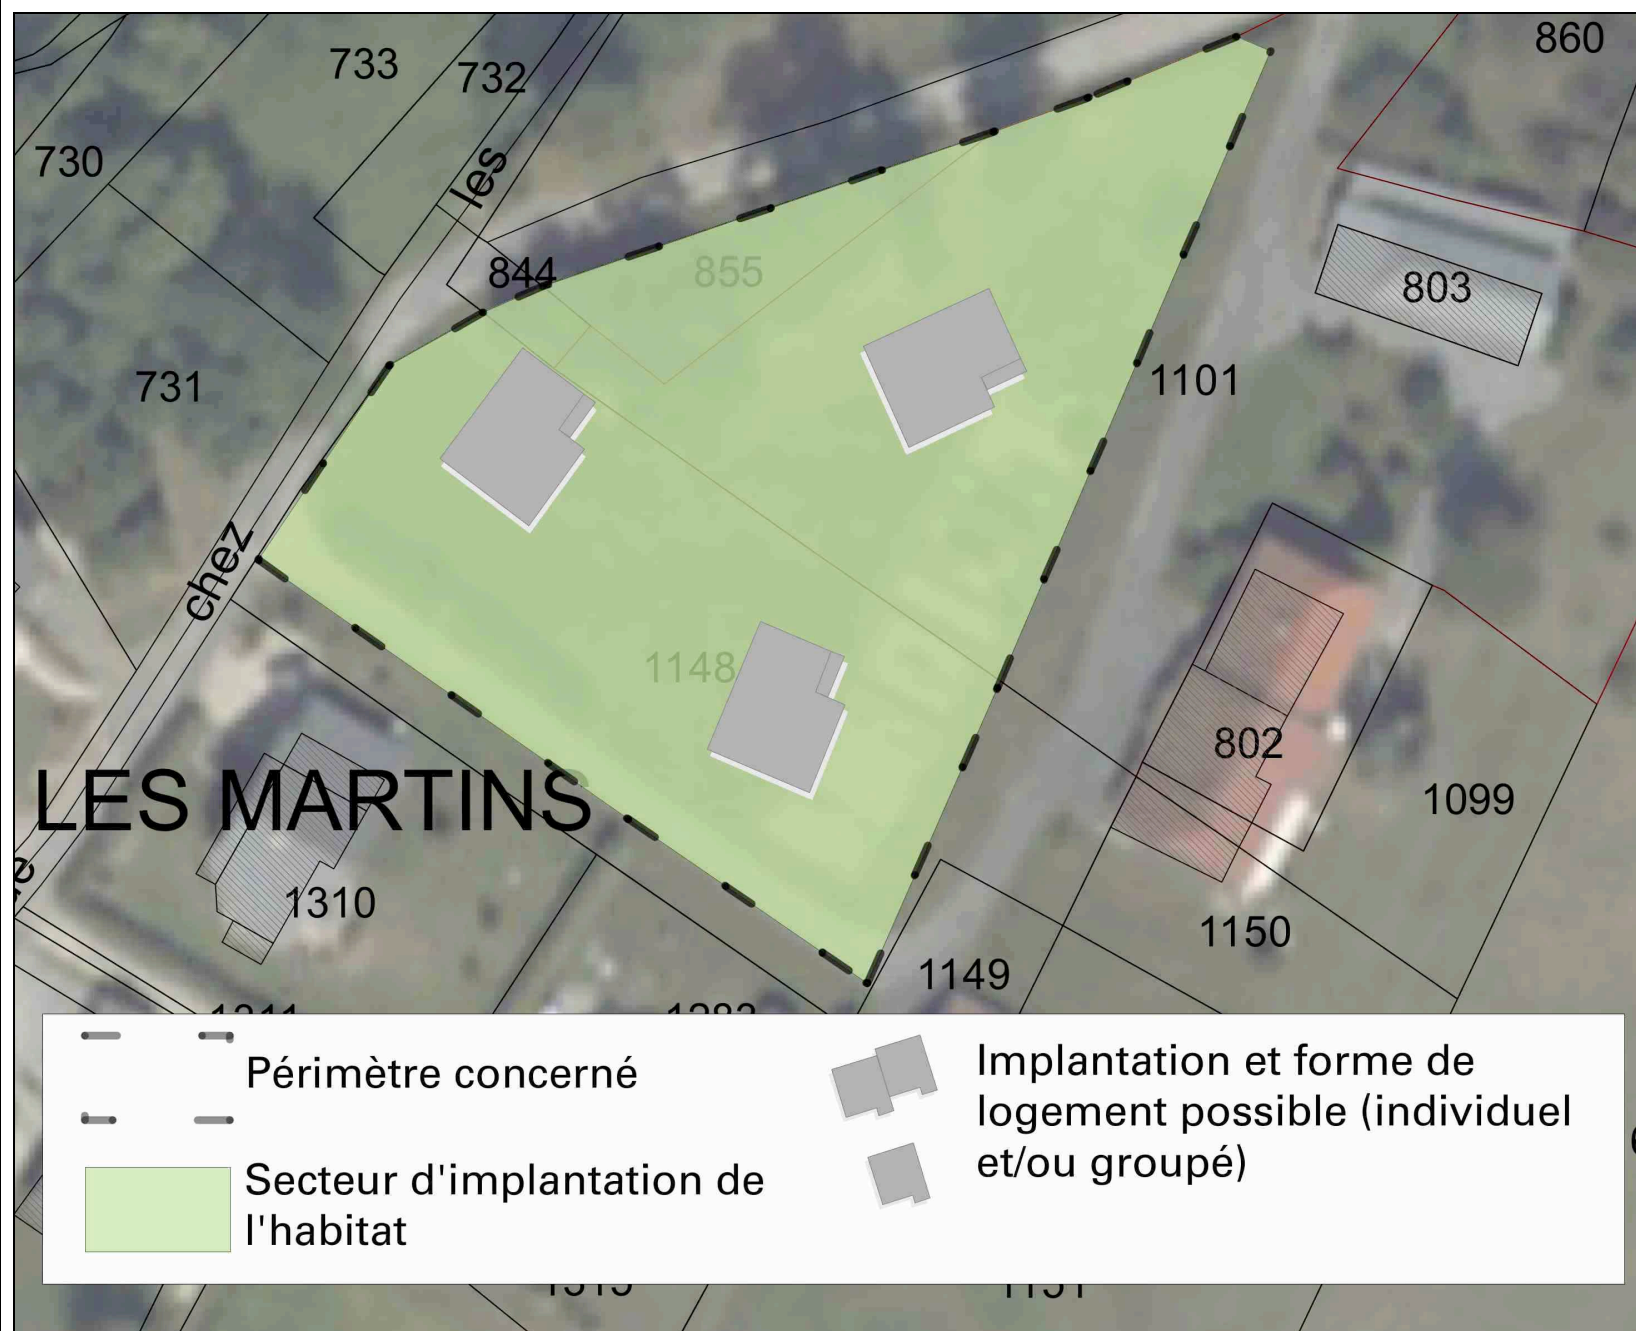 860
733
732
730
les
844
855
803
731
1101
chez
1148
802
LES MARTINS
1099
1310
1150
1149
Périmètre concerné
Secteur d'implantation de
l'habitat
Implantation et forme de
logement possible (individuel
et/ou groupé)